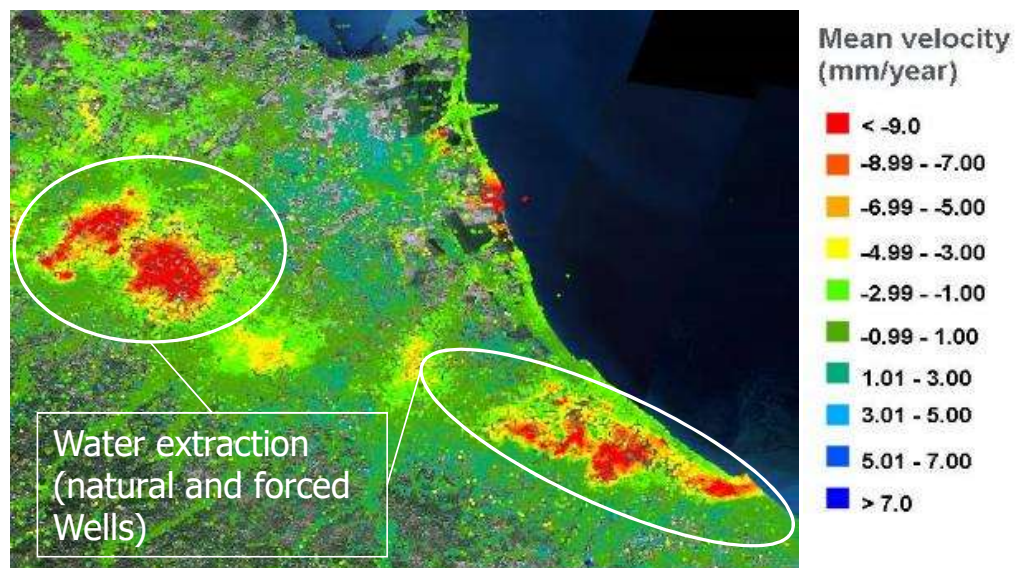 Mean velocity
(mm/year)
< -9.0
-8.99 - -7.00
-6.99 - -5.00
-4.99 - -3.00
-2.99 - -1.00
-0.99 - 1.00
1.01 - 3.00
3.01 - 5.00
5.01 - 7.00
> 7.0
Water extraction
(natural and forced
Wells)